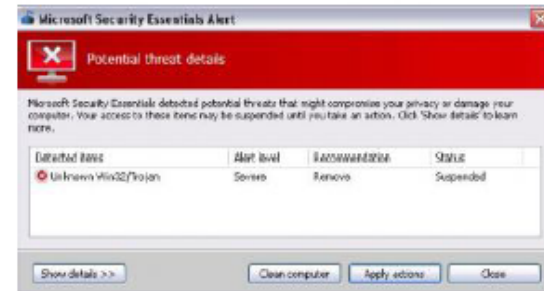 Microsoft Security Essentials Alert
Potential threat details
Microsoft Security Essentials detected potential threats that might compromise your privacy or damage your
computer. Your access to these items may be suspended until you take an action. Click 'Show details' to learn
more.
Detected items Alert level Recommendation Status
Unknown Win32/Trojan Severe Remove Suspended
Show details >> Clean computer Apply actions Close